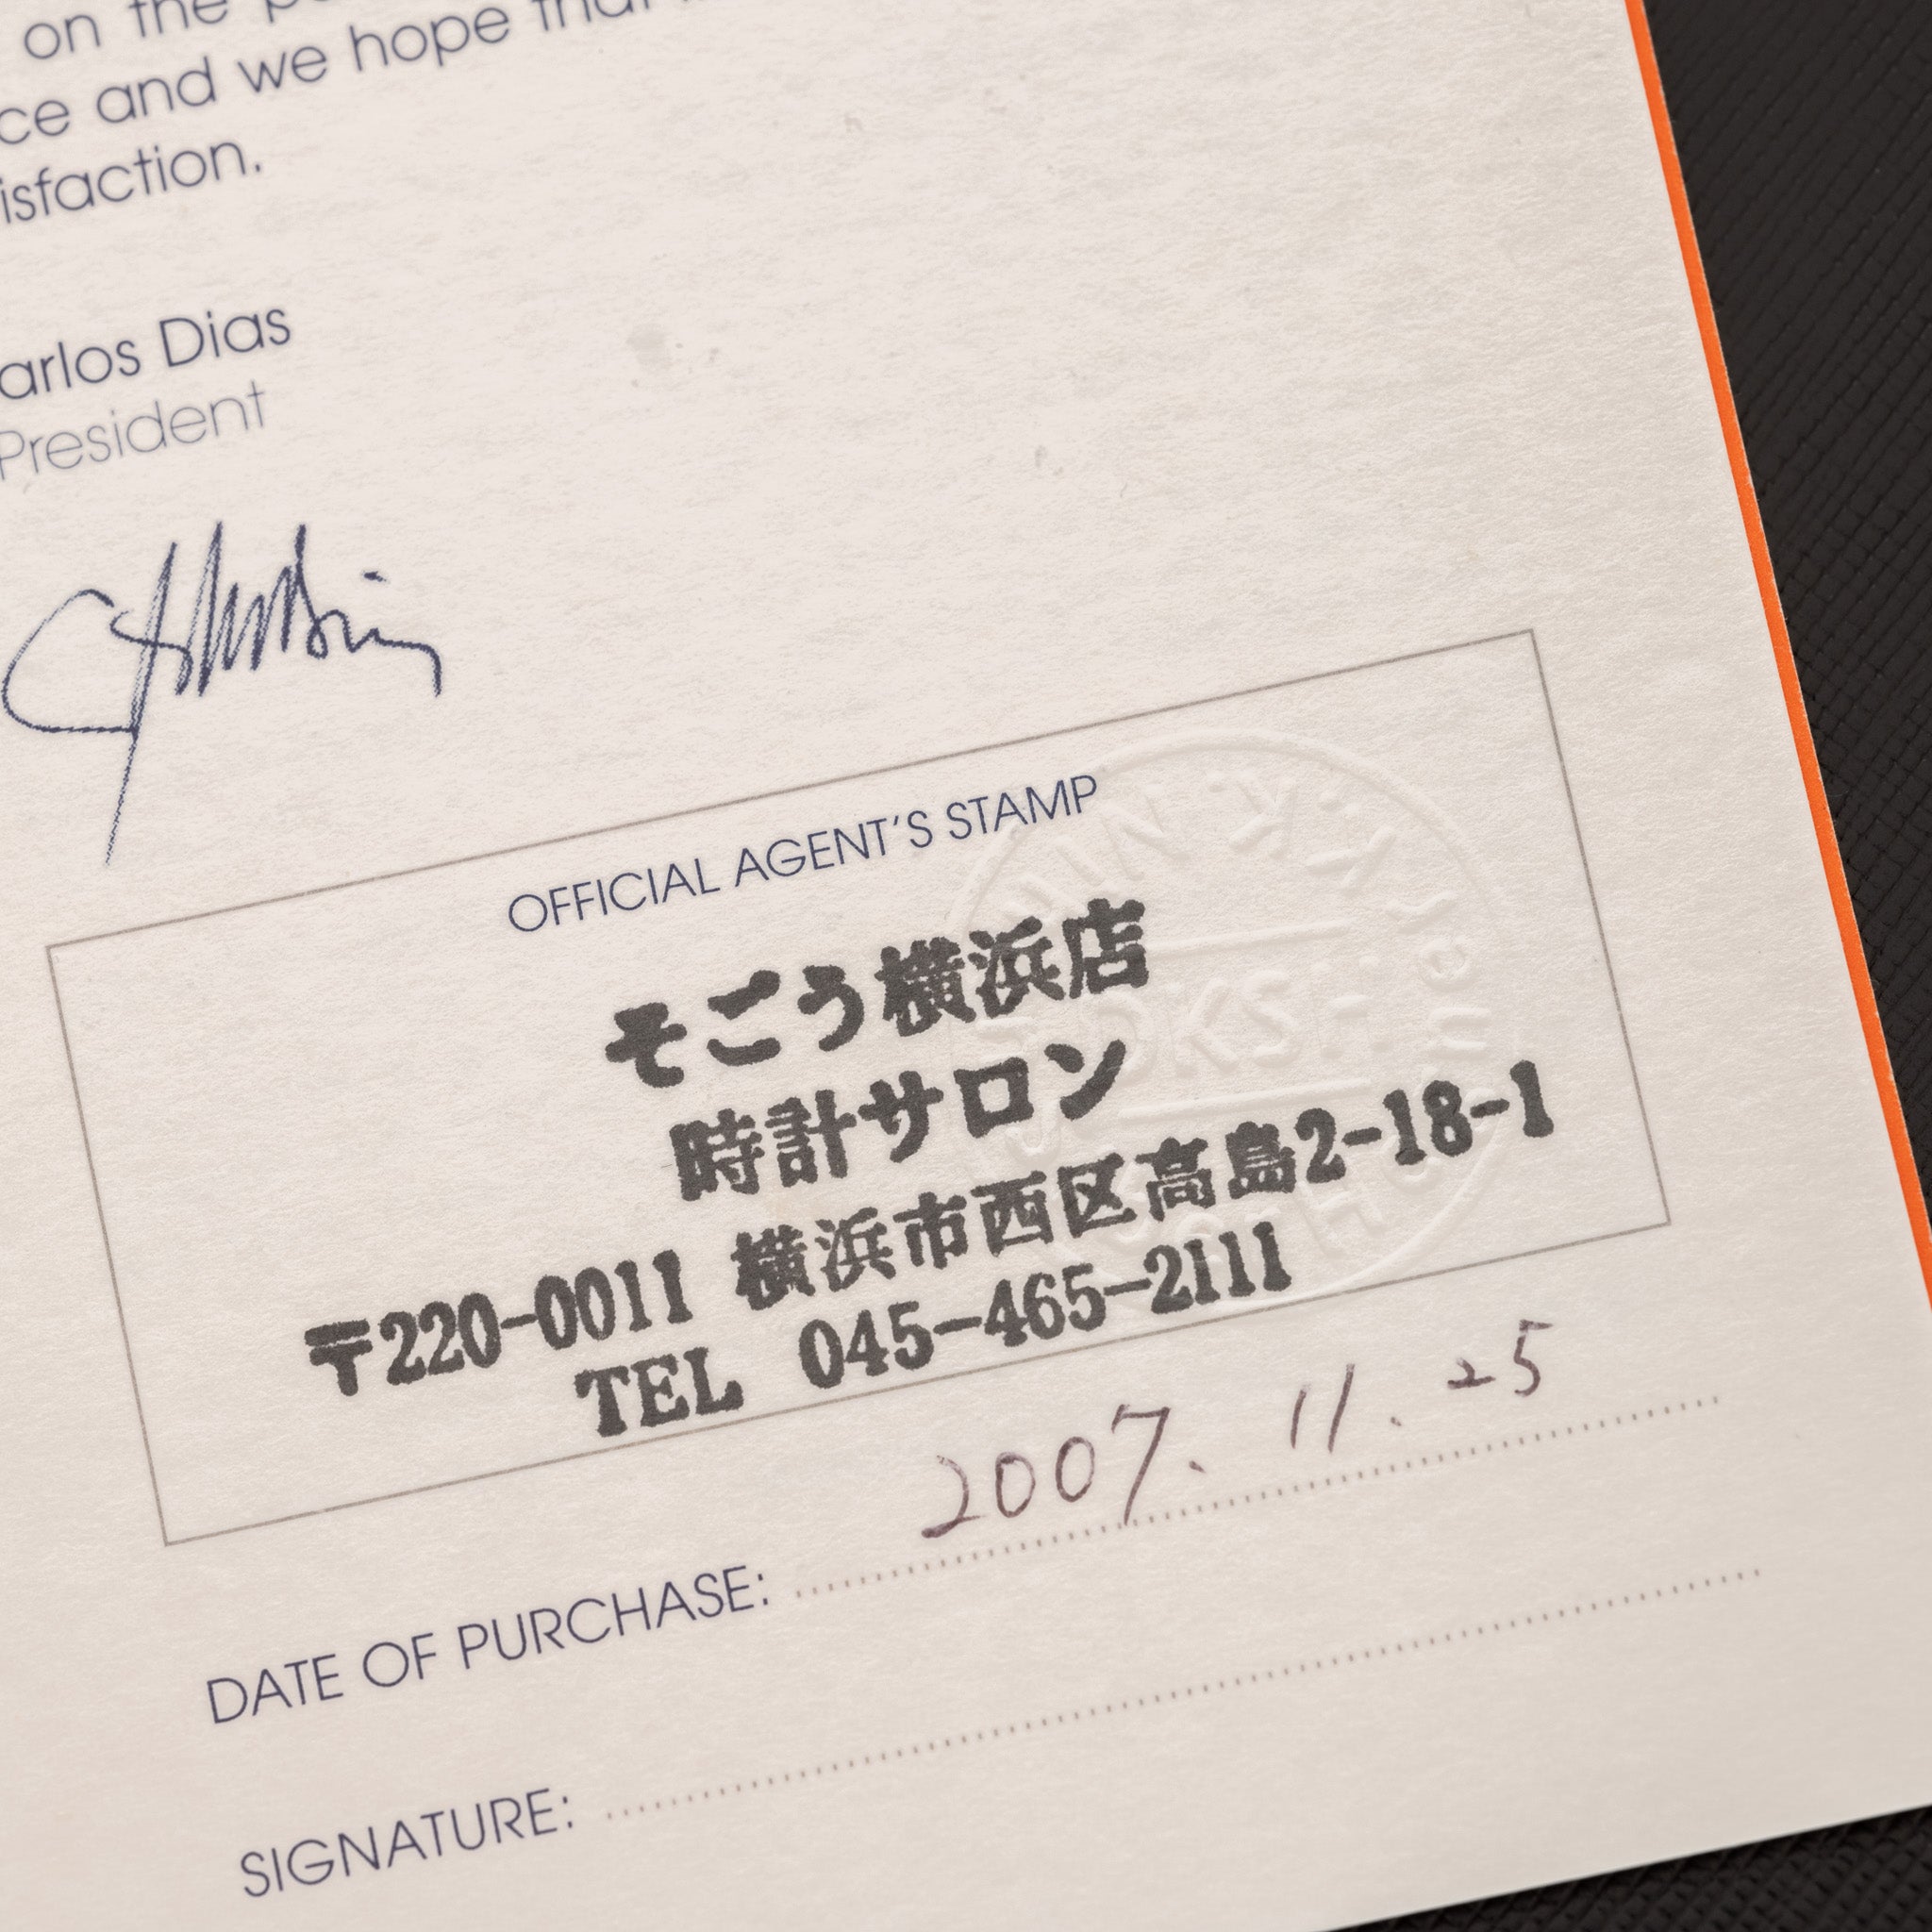 on the
ce and we hope that
isfaction.
arlos Dias
President
OFFICIAL AGENT'S STAMP
そごう横浜店
時計サロン
〒220-0011 横浜市西区高島2-18-1
TEL 045-465-2111
DATE OF PURCHASE: 2007. 11. 25
SIGNATURE: